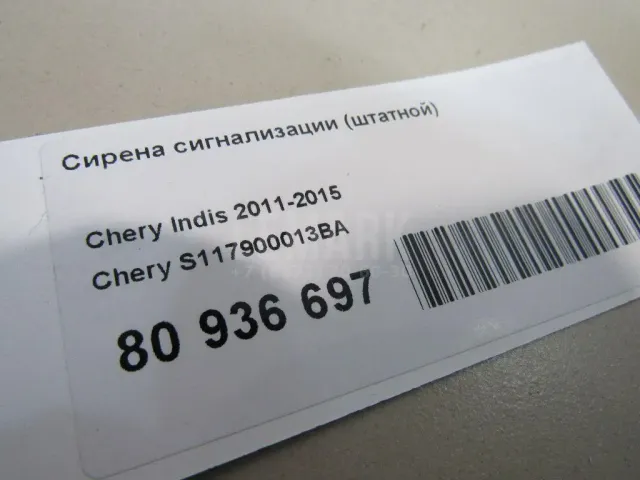 Сирена сигнализации (штатной)
Chery Indis 2011-2015
Chery S117900013BA
80 936 697